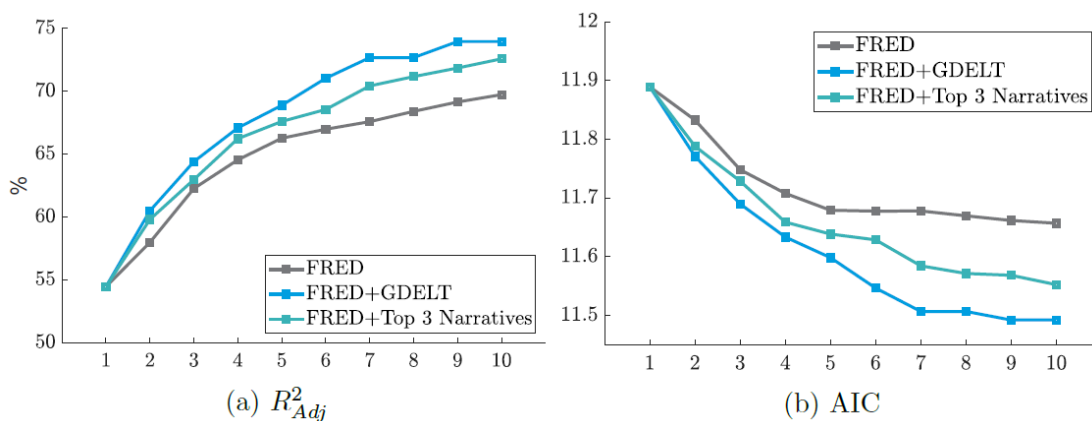 75
70
65
60
55
50
%
FRED
FRED+GDELT
FRED+Top 3 Narratives
1 2 3 4 5 6 7 8 9 10
(a) R²Adj
12
11.9
11.8
11.7
11.6
11.5
FRED
FRED+GDELT
FRED+Top 3 Narratives
1 2 3 4 5 6 7 8 9 10
(b) AIC